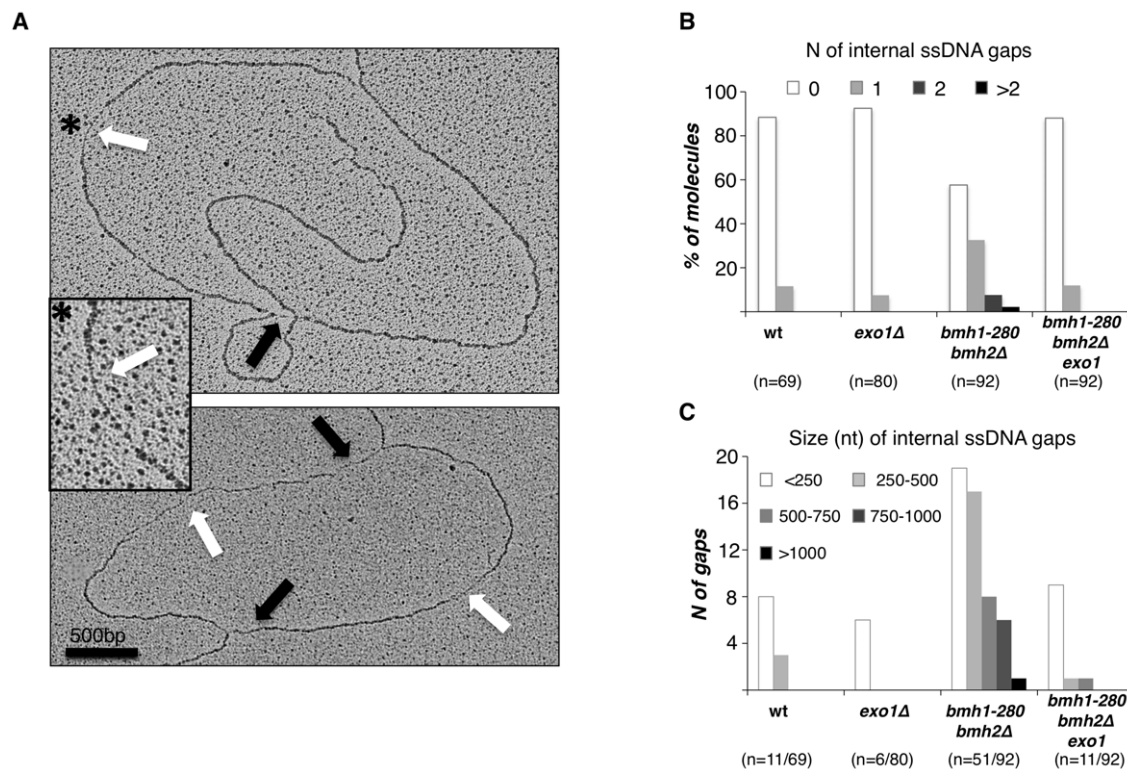 A
*
*
500bp
B
N of internal ssDNA gaps
0 1 2 >2
100
80
60
40
20
% of molecules
wt
exo1Δ
bmh1-280
bmh2Δ
bmh1-280
bmh2Δ
exo1
(n=69)
(n=80)
(n=92)
(n=92)
C
Size (nt) of internal ssDNA gaps
<250 250-500
500-750 750-1000
>1000
20
16
12
8
4
N of gaps
wt
exo1Δ
bmh1-280
bmh2Δ
bmh1-280
bmh2Δ
exo1
(n=11/69)
(n=6/80)
(n=51/92)
(n=11/92)